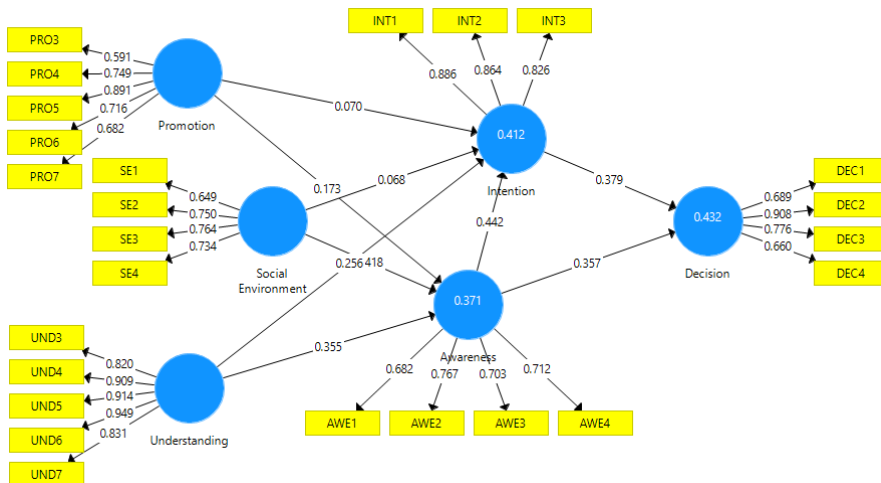 INT1
INT2
INT3
PRO3
PRO4
PRO5
PRO6
PRO7
0.591
0.749
0.891
0.716
0.682
Promotion
0.886
0.864
0.826
0.070
0.412
Intention
SE1
SE2
SE3
SE4
0.649
0.750
0.764
0.734
Social
Environment
0.173
0.068
0.442
0.379
0.256
418
0.357
0.432
Decision
DEC1
DEC2
DEC3
DEC4
0.689
0.908
0.776
0.660
0.371
Awareness
0.355
UND3
UND4
UND5
UND6
UND7
0.820
0.909
0.914
0.949
0.831
Understanding
0.682
0.767
0.703
0.712
AWE1
AWE2
AWE3
AWE4